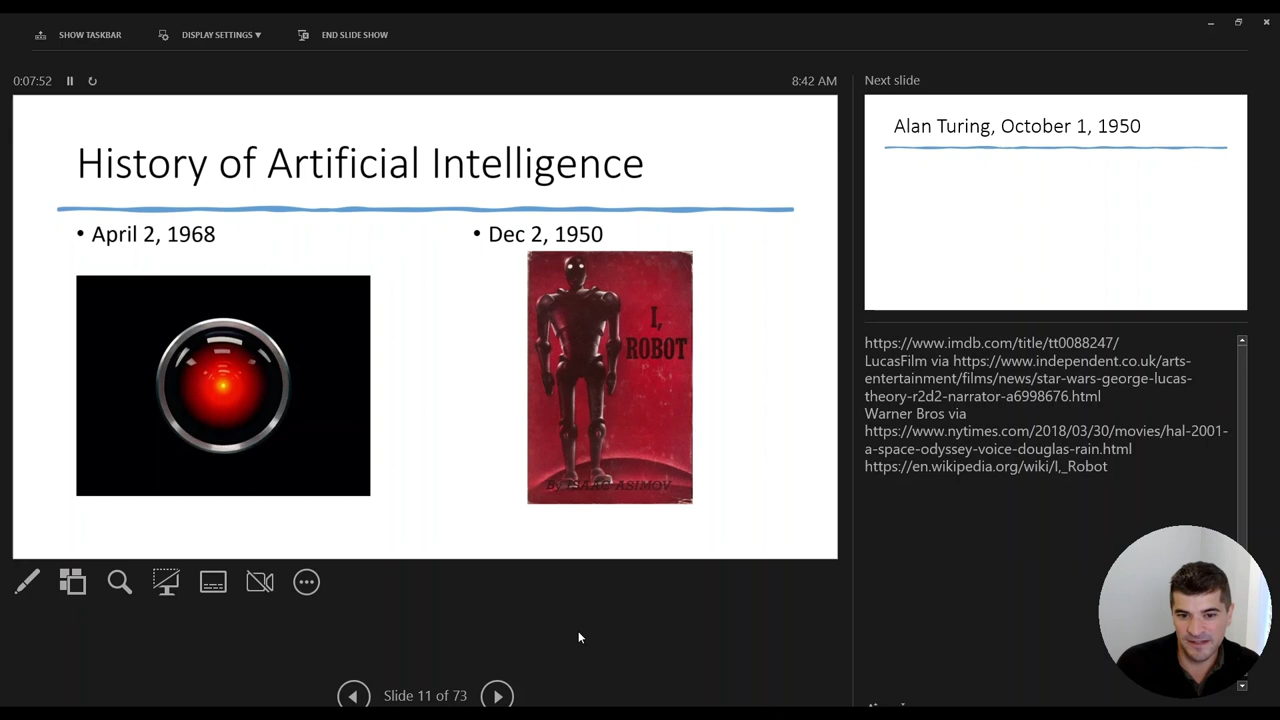 SHOW TASKBAR
DISPLAY SETTINGS ▼
END SLIDE SHOW
0:07:52
8:42 AM
History of Artificial Intelligence
• April 2, 1968
• Dec 2, 1950
I,
ROBOT
By ISAAC ASIMOV
Next slide
Alan Turing, October 1, 1950
https://www.imdb.com/title/tt0088247/
LucasFilm via https://www.independent.co.uk/arts-
entertainment/films/news/star-wars-george-lucas-
theory-r2d2-narrator-a6998676.html
Warner Bros via
https://www.nytimes.com/2018/03/30/movies/hal-2001-
a-space-odyssey-voice-douglas-rain.html
https://en.wikipedia.org/wiki/I,_Robot
Slide 11 of 73